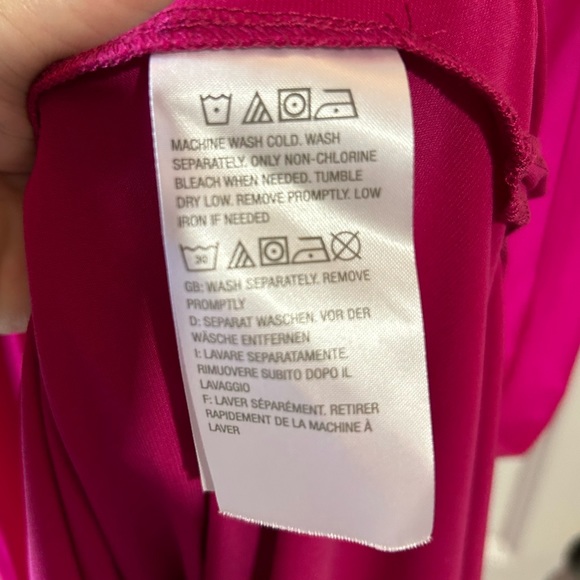 MACHINE WASH COLD. WASH
SEPARATELY. ONLY NON-CHLORINE
BLEACH WHEN NEEDED. TUMBLE
DRY LOW. REMOVE PROMPTLY. LOW
IRON IF NEEDED
30
GB: WASH SEPARATELY. REMOVE
PROMPTLY
D: SEPARAT WASCHEN. VOR DER
WÄSCHE ENTFERNEN
I: LAVARE SEPARATAMENTE.
RIMUOVERE SUBITO DOPO IL
LAVAGGIO
F: LAVER SÉPARÉMENT. RETIRER
RAPIDEMENT DE LA MACHINE À
LAVER